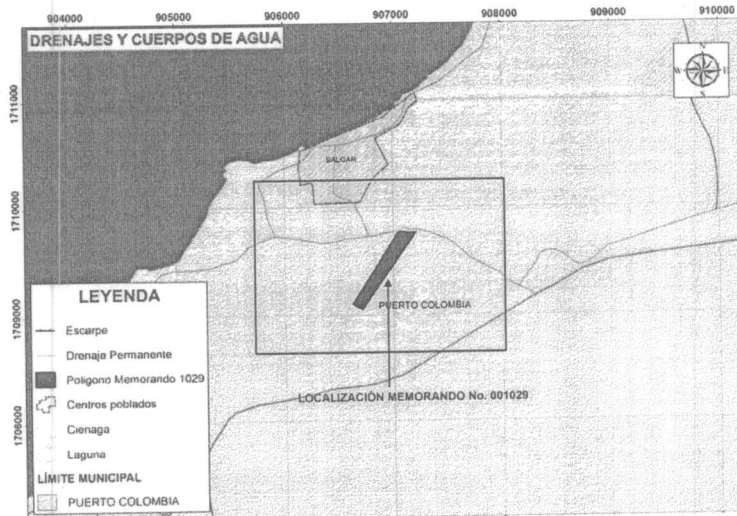 904000 905000 906000 907000 908000 909000 910000
DRENAJES Y CUERPOS DE AGUA
N
W E
S
1711000
SALGAR
1710000
LEYENDA
PUERTO COLOMBIA
1709000
Escarpe
Drenaje Permanente
Poligono Memorando 1029
LOCALIZACIÓN MEMORANDO No. 001029
Centros poblados
1708000
Cienaga
Laguna
LÍMITE MUNICIPAL
PUERTO COLOMBIA